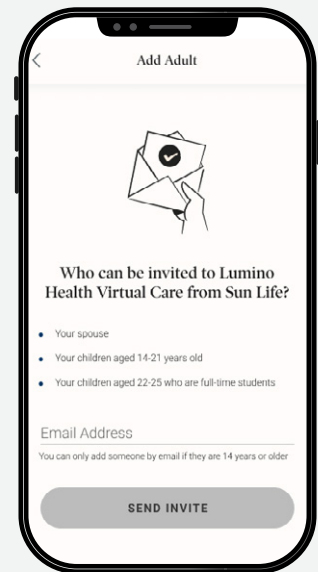 Add Adult
Who can be invited to Lumino
Health Virtual Care from Sun Life?
Your spouse
Your children aged 14-21 years old
Your children aged 22-25 who are full-time students
Email Address
You can only add someone by email if they are 14 years or older
SEND INVITE